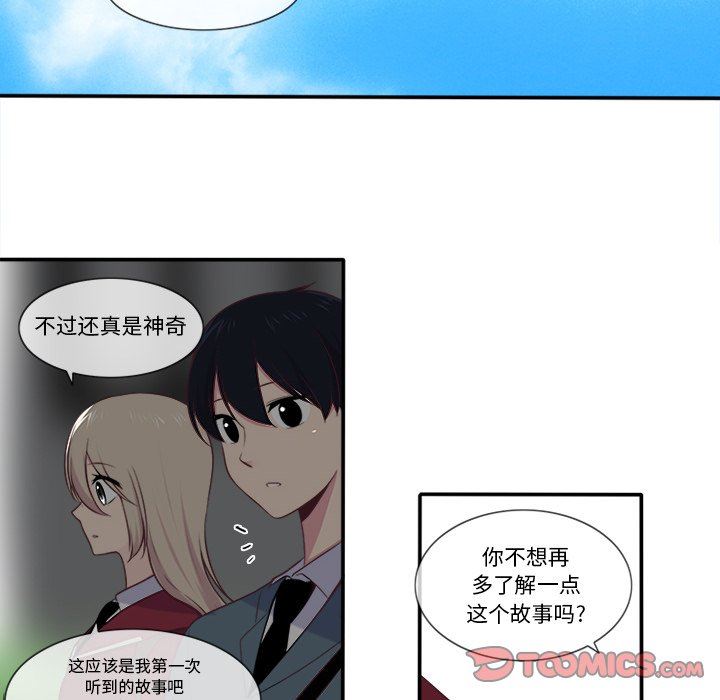 不过还真是神奇
这应该是我第一次
听到的故事吧
你不想再
多了解一点
这个故事吗?
DTCOMICS.com